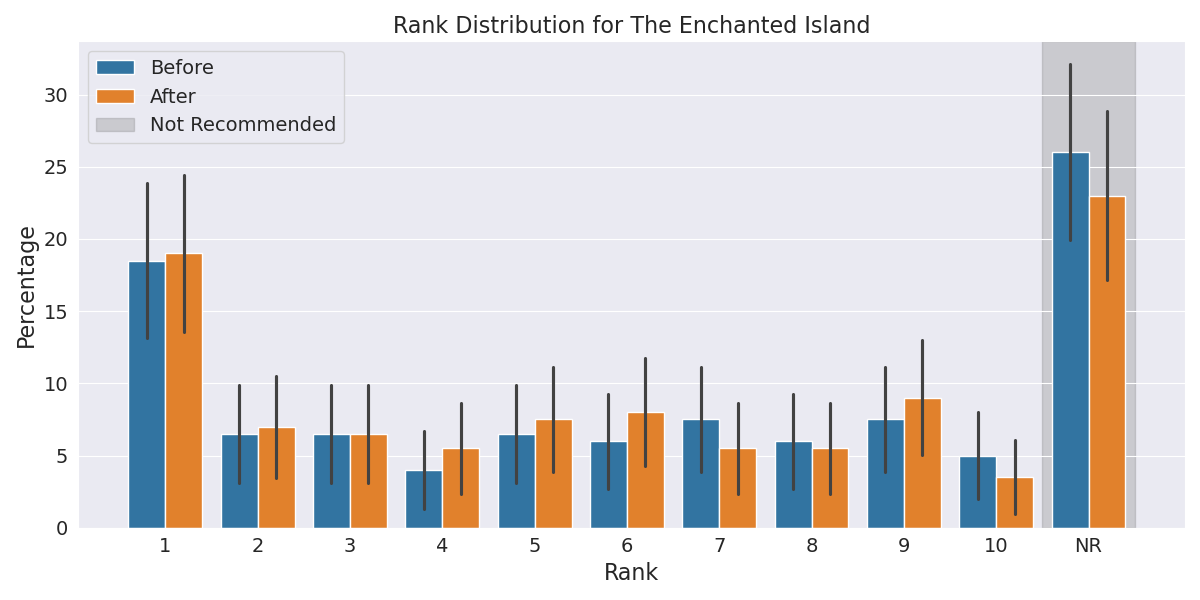 Rank Distribution for The Enchanted Island
Before
After
Not Recommended
Percentage
30
25
20
15
10
5
0
1 2 3 4 5 6 7 8 9 10 NR
Rank